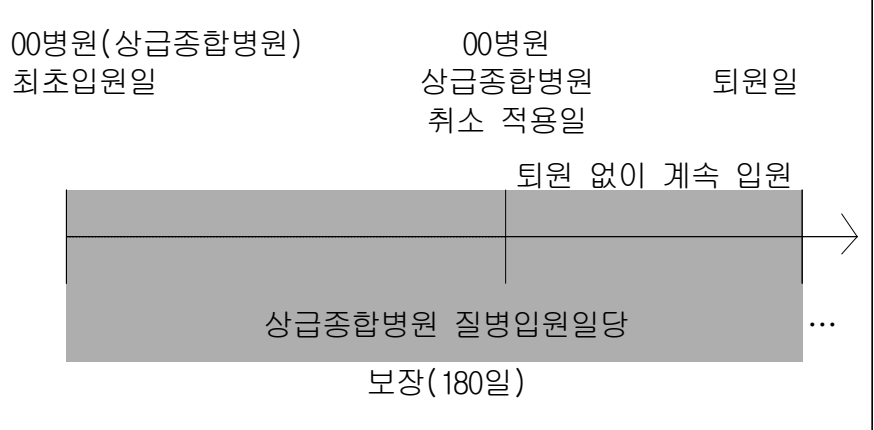 00병원(상급종합병원)
최초입원일
00병원
상급종합병원
취소 적용일
퇴원일
퇴원 없이 계속 입원
상급종합병원 질병입원일당
…
보장(180일)